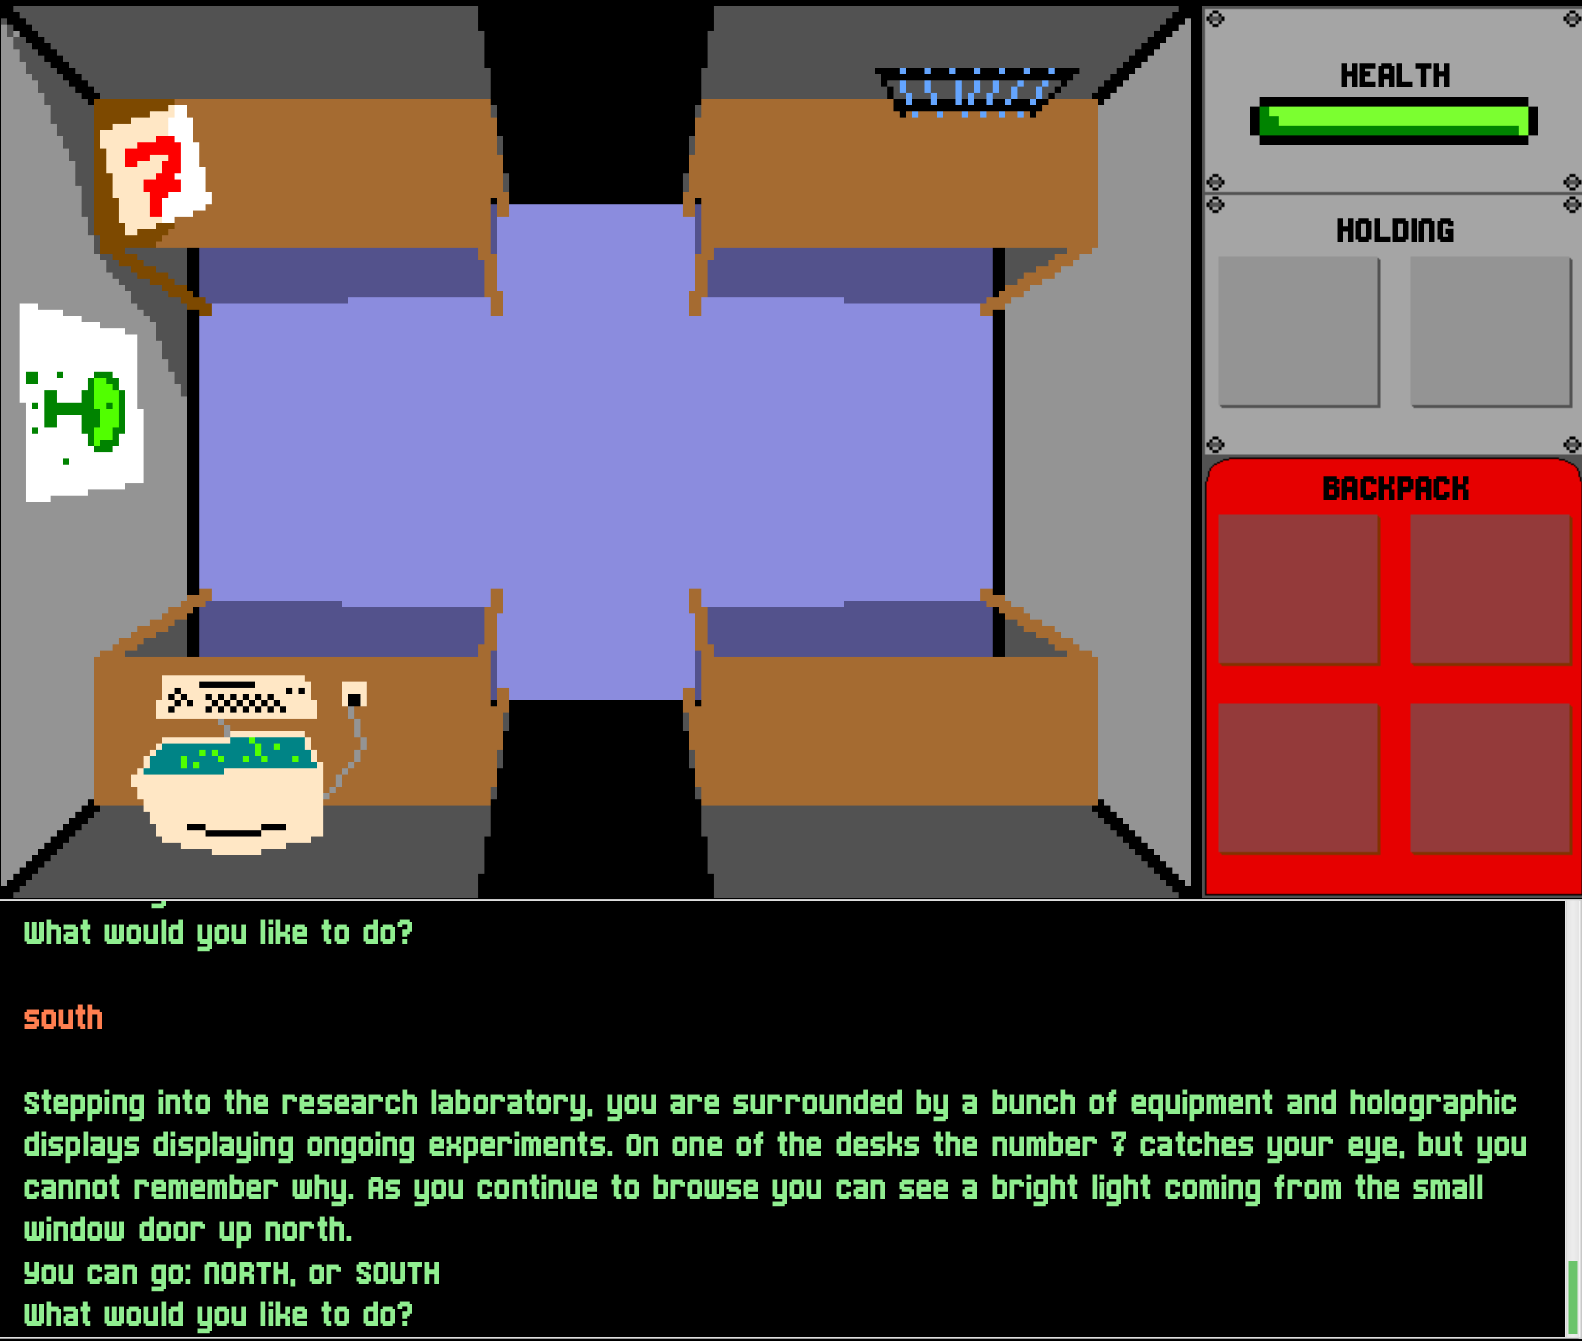 HEALTH
HOLDING
BACKPACK
7
What would you like to do?
south
Stepping into the research laboratory, you are surrounded by a bunch of equipment and holographic
displays displaying ongoing experiments. On one of the desks the number 7 catches your eye, but you
cannot remember why. As you continue to browse you can see a bright light coming from the small
window door up north.
You can go: NORTH, or SOUTH
What would you like to do?